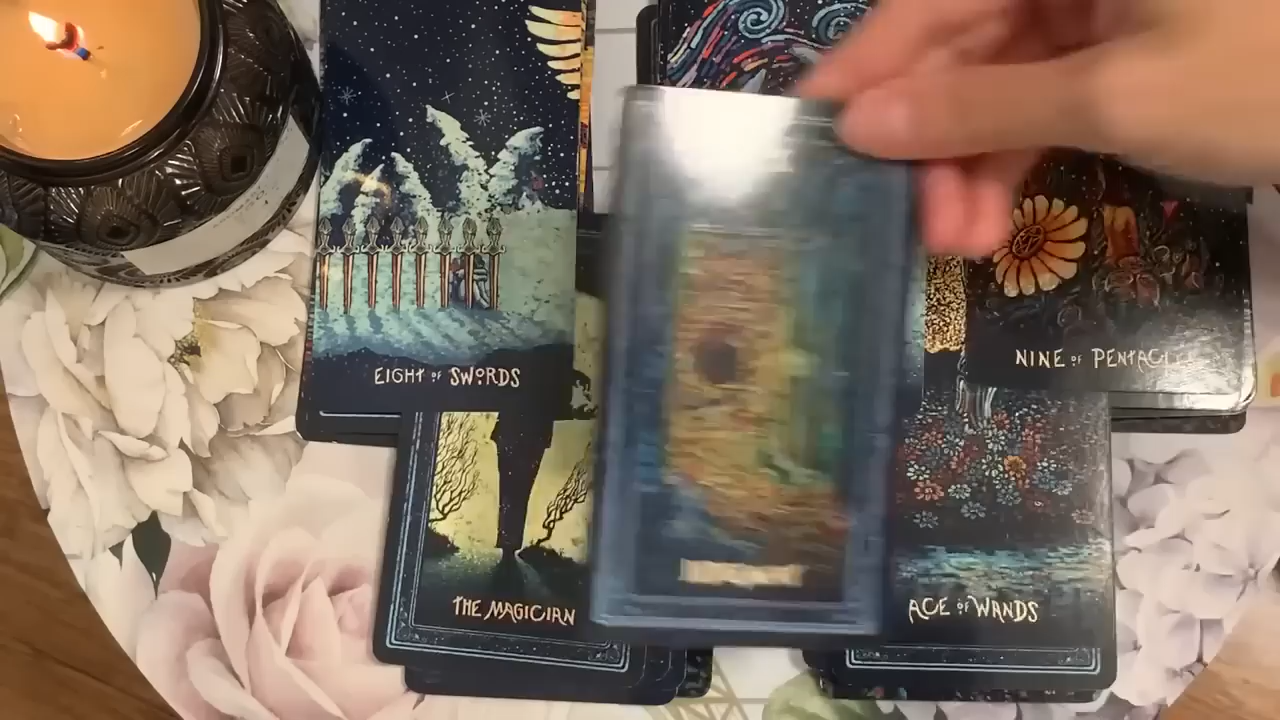 EIGHT OF SWORDS
NINE OF PENTACLES
THE MAGICIAN
ACE OF WANDS